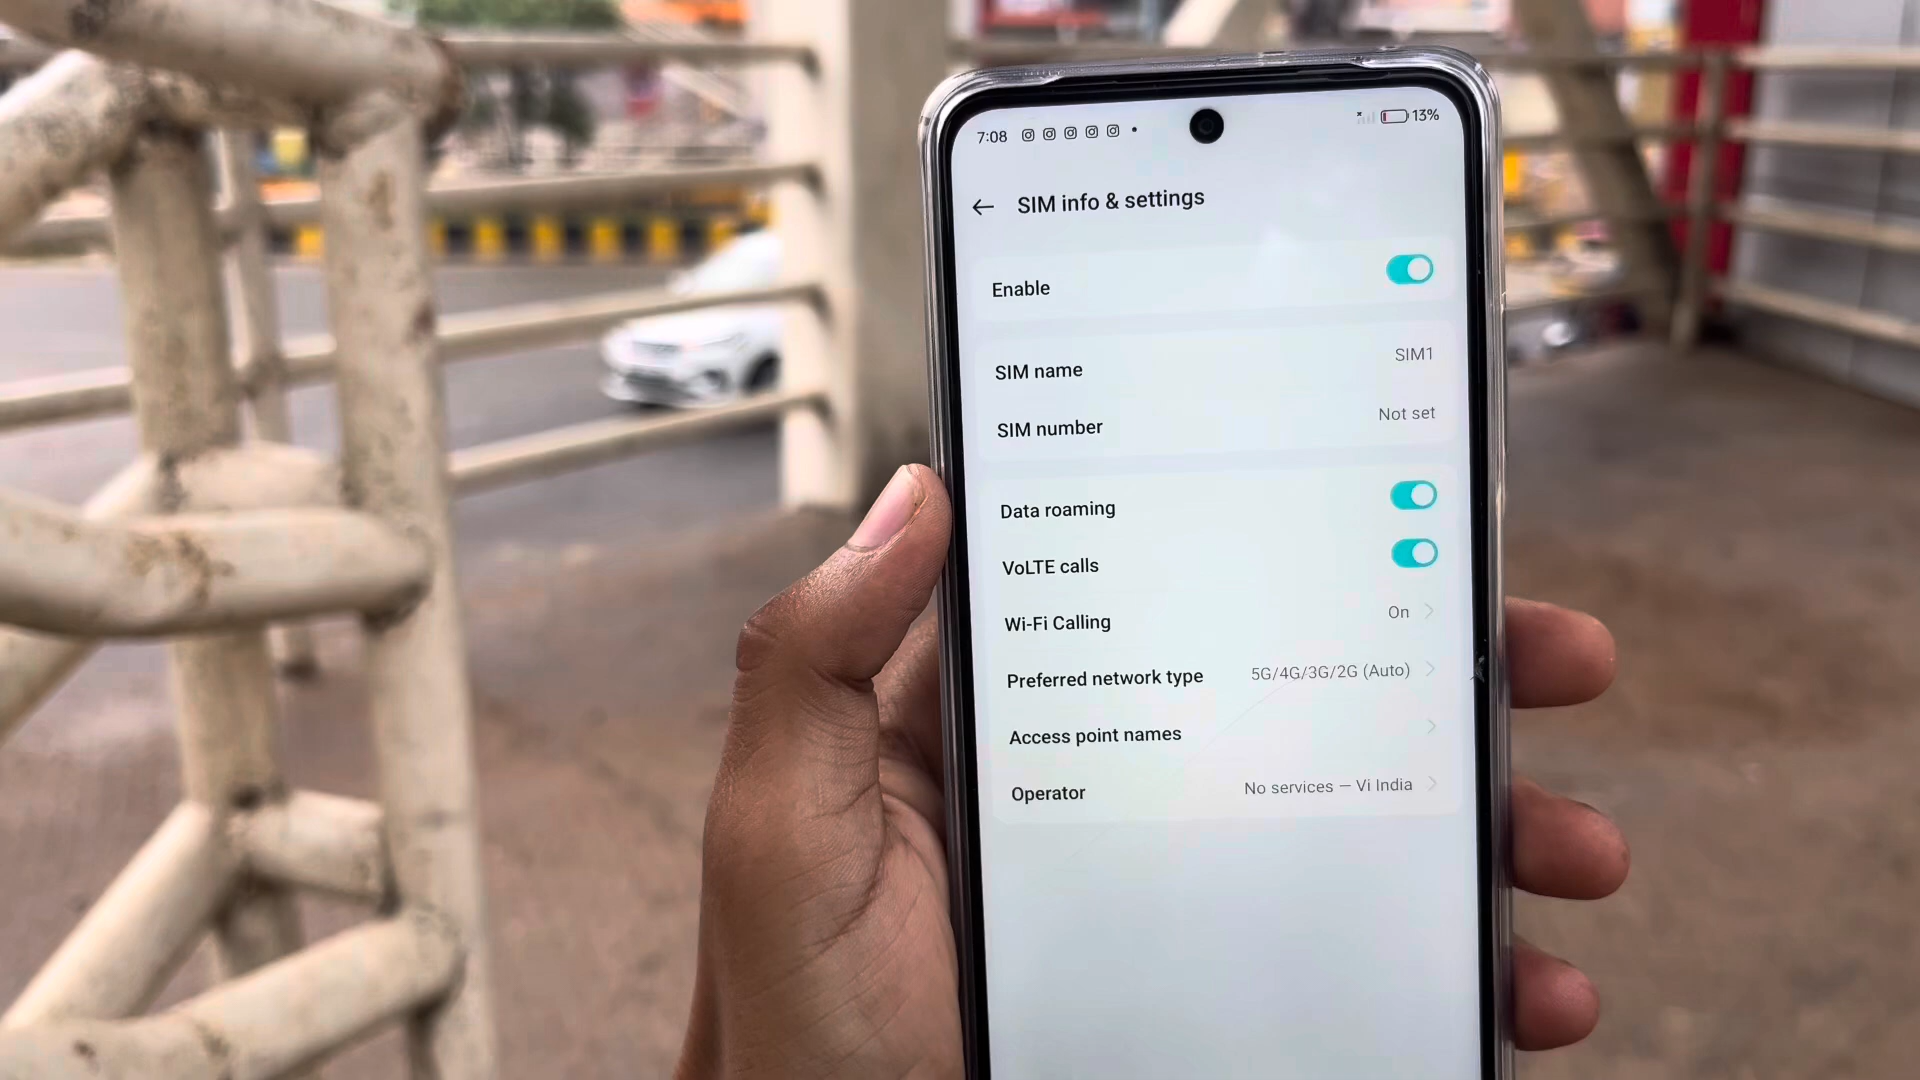 7:08 13%
SIM info & settings
Enable
SIM name SIM1
SIM number Not set
Data roaming
VoLTE calls
Wi-Fi Calling On
Preferred network type 5G/4G/3G/2G (Auto)
Access point names
Operator No services – Vi India